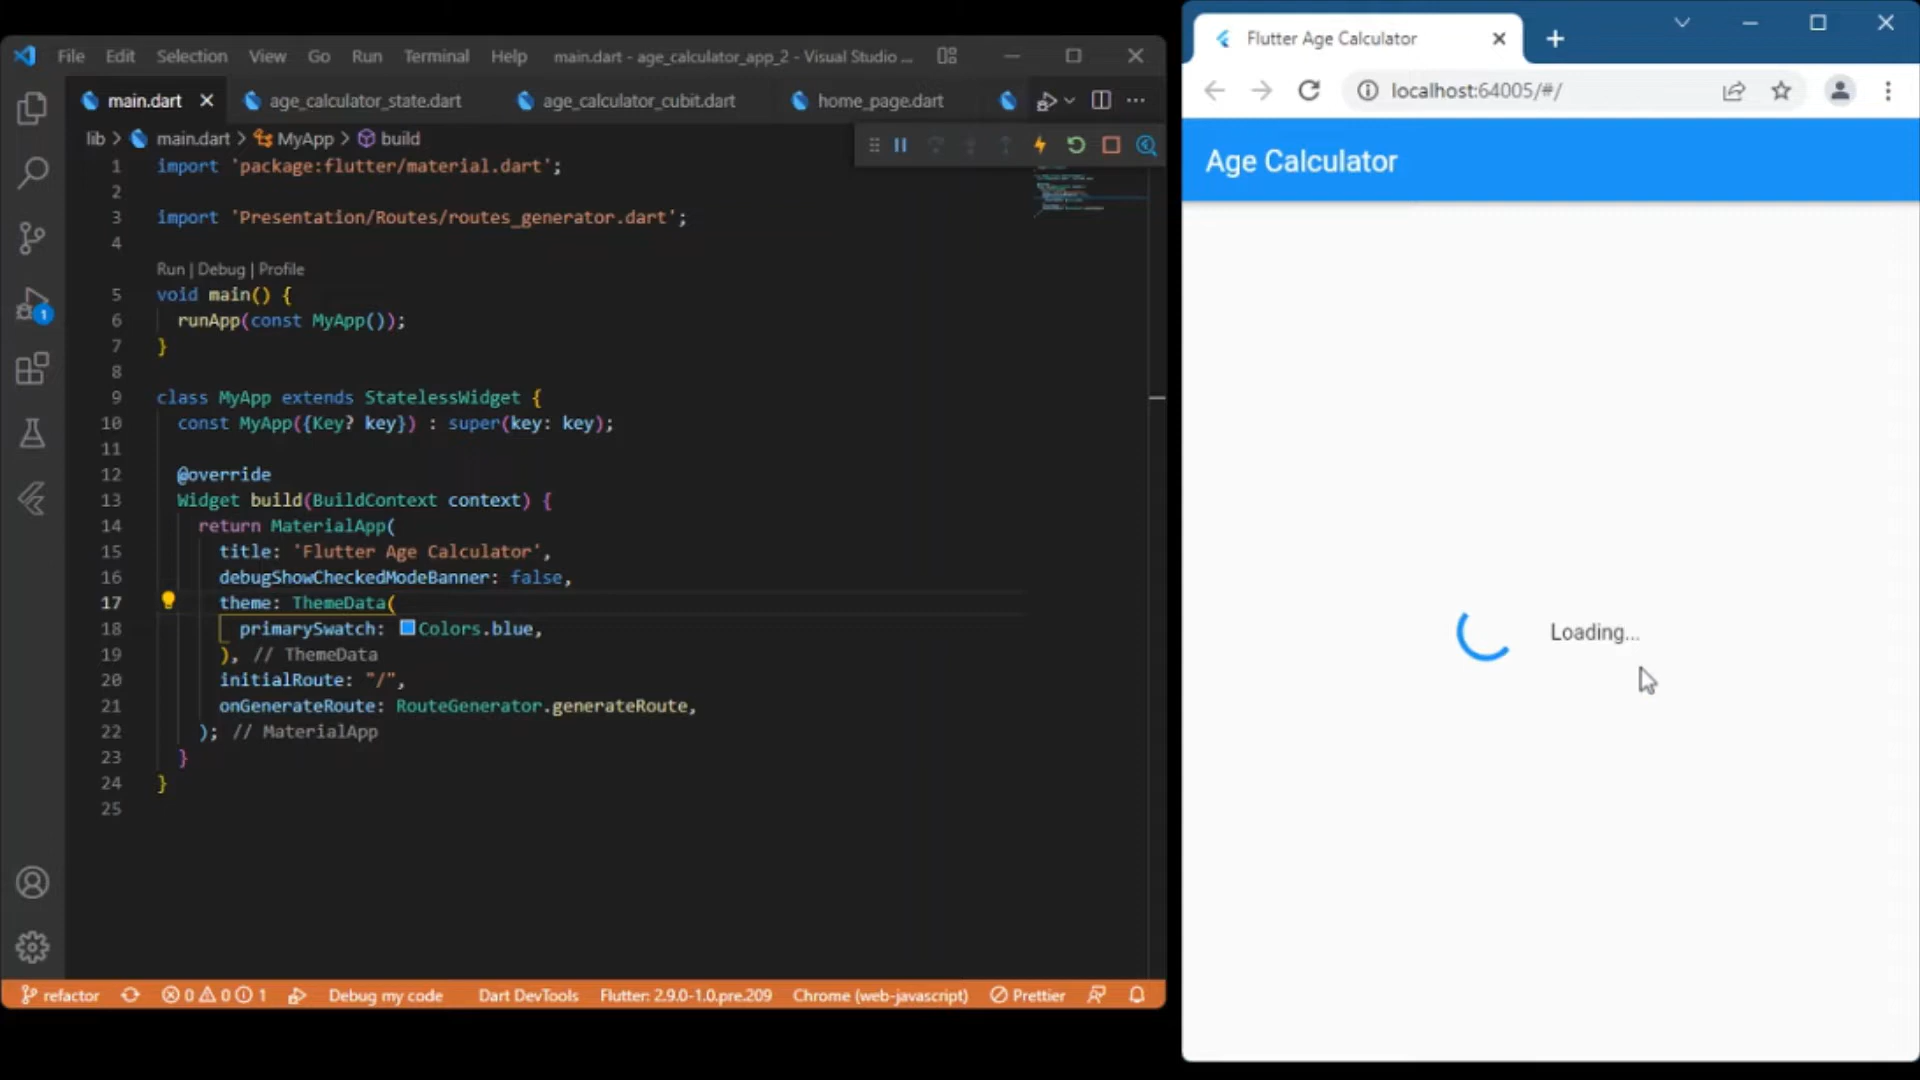 File Edit Selection View Go Run Terminal Help main.dart - age_calculator_app_2 - Visual Studio ...
main.dart age_calculator_state.dart age_calculator_cubit.dart home_page.dart
lib > main.dart > MyApp > build
1 import 'package:flutter/material.dart';
2
3 import 'Presentation/Routes/routes_generator.dart';
4
Run | Debug | Profile
5 void main() {
6 runApp(const MyApp());
7 }
8
9 class MyApp extends StatelessWidget {
10 const MyApp({Key? key}) : super(key: key);
11
12 @override
13 Widget build(BuildContext context) {
14 return MaterialApp(
15 title: 'Flutter Age Calculator',
16 debugShowCheckedModeBanner: false,
17 theme: ThemeData(
18 primarySwatch: Colors.blue,
19 ), // ThemeData
20 initialRoute: "/",
21 onGenerateRoute: RouteGenerator.generateRoute,
22 ); // MaterialApp
23 }
24 }
25
1
refactor 0 0 1 Debug my code Dart DevTools Flutter: 2.9.0-1.0.pre.209 Chrome (web-javascript) Prettier
Flutter Age Calculator
localhost:64005/#/
Age Calculator
Loading...